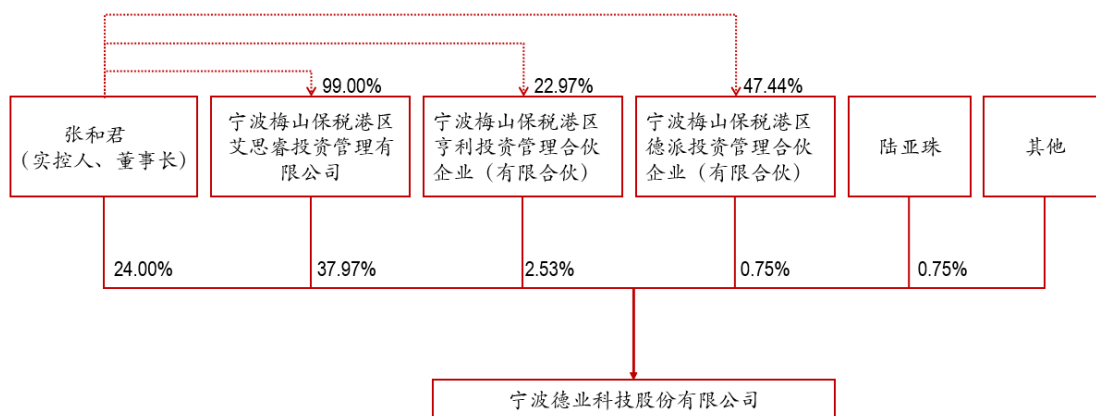 99.00%
22.97%
47.44%
张和君
（实控人、董事长）
宁波梅山保税港区
艾思睿投资管理有
限公司
宁波梅山保税港区
亨利投资管理合伙
企业（有限合伙）
宁波梅山保税港区
德派投资管理合伙
企业（有限合伙）
陆亚珠
其他
24.00%
37.97%
2.53%
0.75%
0.75%
宁波德业科技股份有限公司